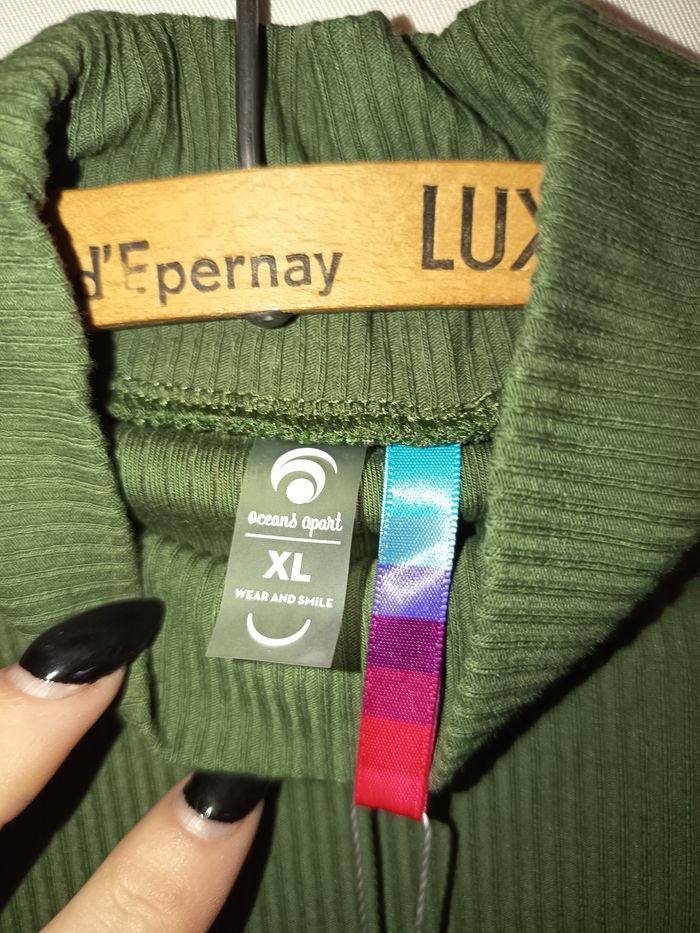 d'Epernay
LUX
oceans apart
XL
WEAR AND SMILE